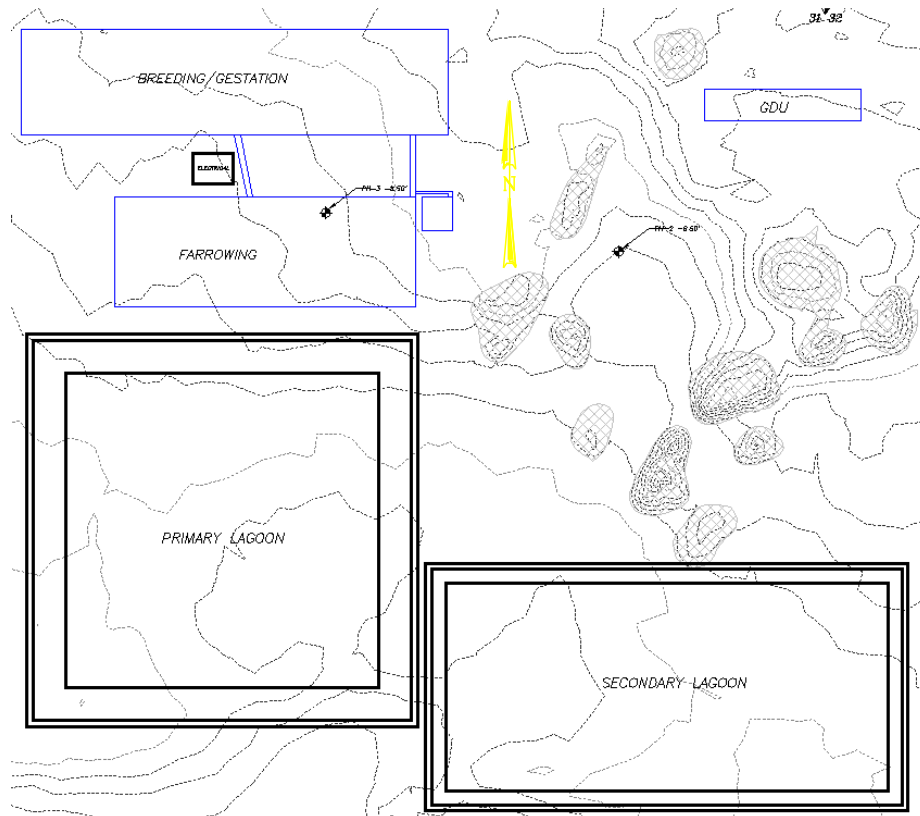 31 32
BREEDING/GESTATION
GDU
ELECTRICAL
N
FARROWING
PRIMARY LAGOON
SECONDARY LAGOON